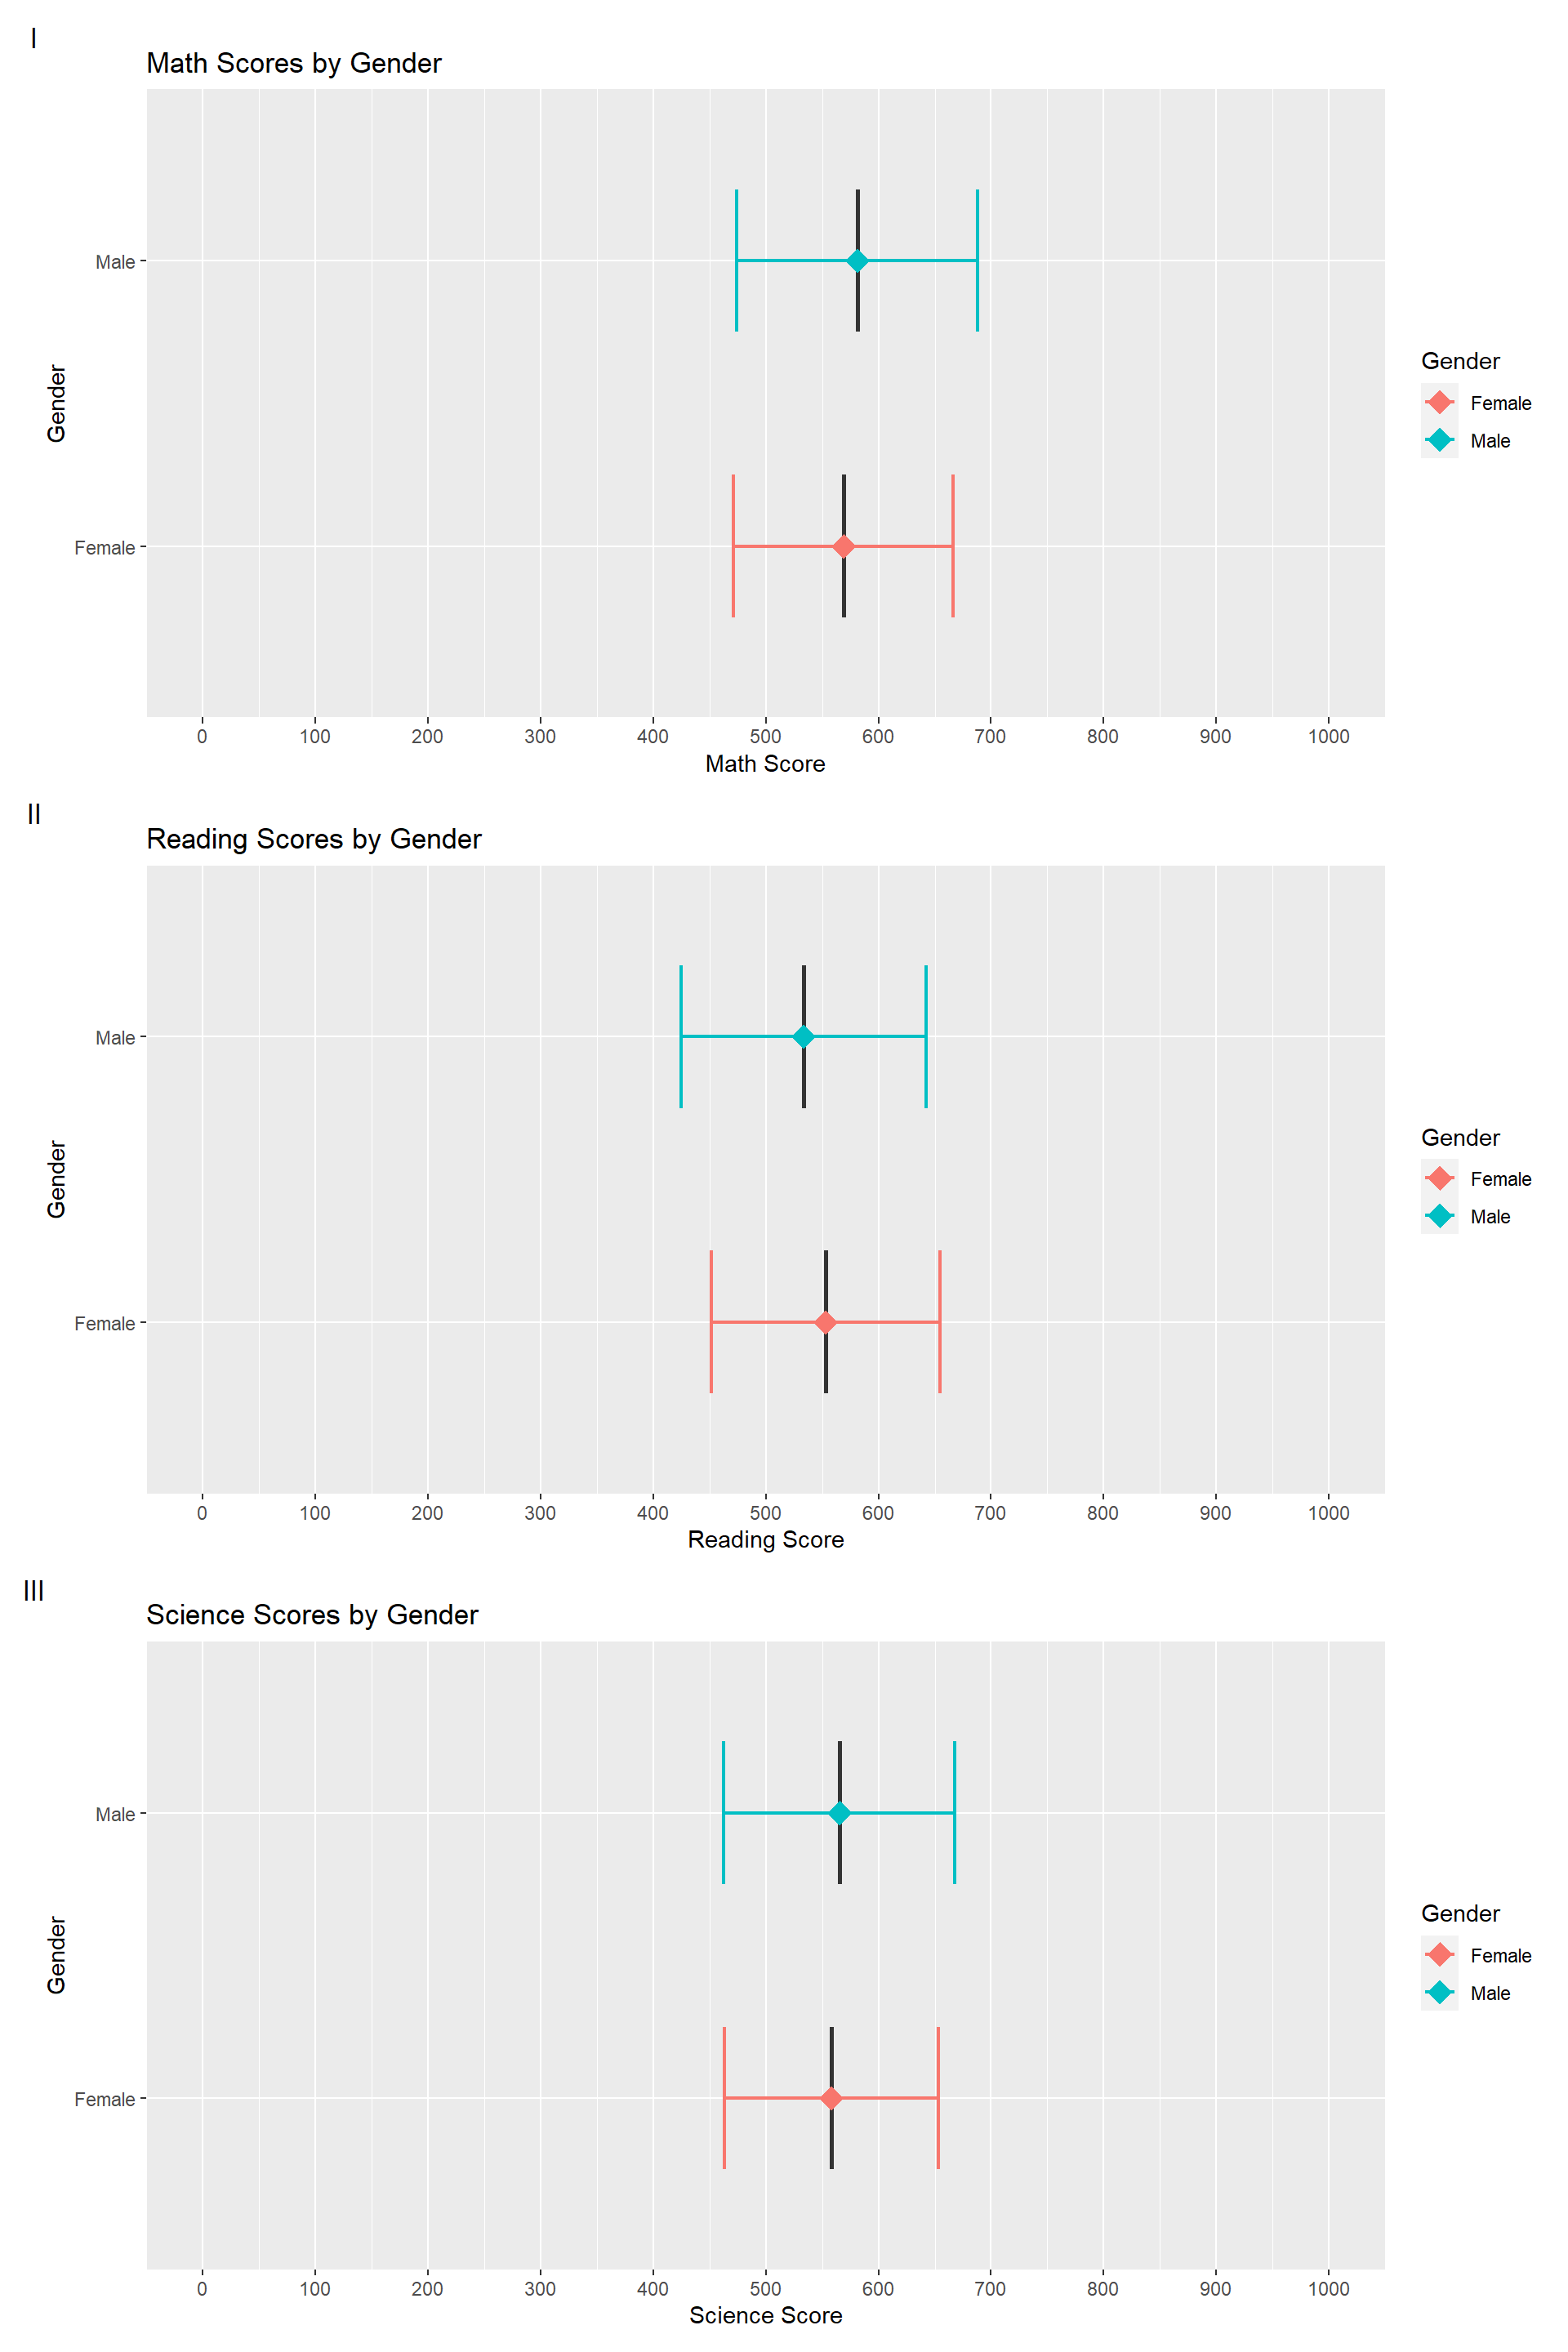 I
Math Scores by Gender
Male
Female
Gender
0 100 200 300 400 500 600 700 800 900 1000
Math Score
Gender
Female
Male
II
Reading Scores by Gender
Male
Female
Gender
0 100 200 300 400 500 600 700 800 900 1000
Reading Score
Gender
Female
Male
III
Science Scores by Gender
Male
Female
Gender
0 100 200 300 400 500 600 700 800 900 1000
Science Score
Gender
Female
Male